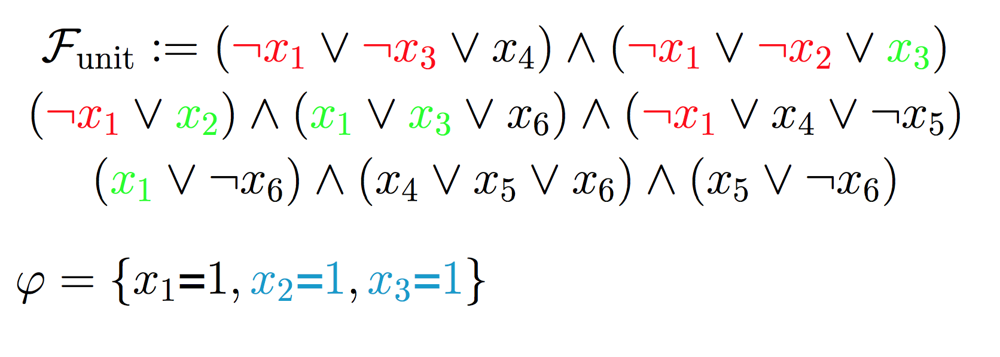 𝓕unit := (¬x₁ ∨ ¬x₃ ∨ x₄) ∧ (¬x₁ ∨ ¬x₂ ∨ x₃)
(¬x₁ ∨ x₂) ∧ (x₁ ∨ x₃ ∨ x₆) ∧ (¬x₁ ∨ x₄ ∨ ¬x₅)
(x₁ ∨ ¬x₆) ∧ (x₄ ∨ x₅ ∨ x₆) ∧ (x₅ ∨ ¬x₆)
φ = {x₁=1, x₂=1, x₃=1}